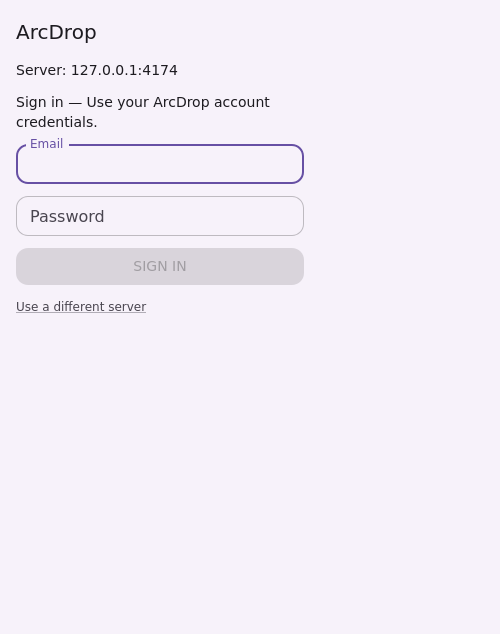 ArcDrop
Server: 127.0.0.1:4174
Sign in — Use your ArcDrop account
credentials.
Email
Password
SIGN IN
Use a different server